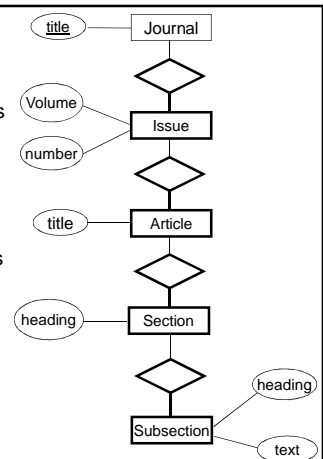 title Journal
s
Volume
Issue
number
title Article
s
heading Section
heading
Subsection
text